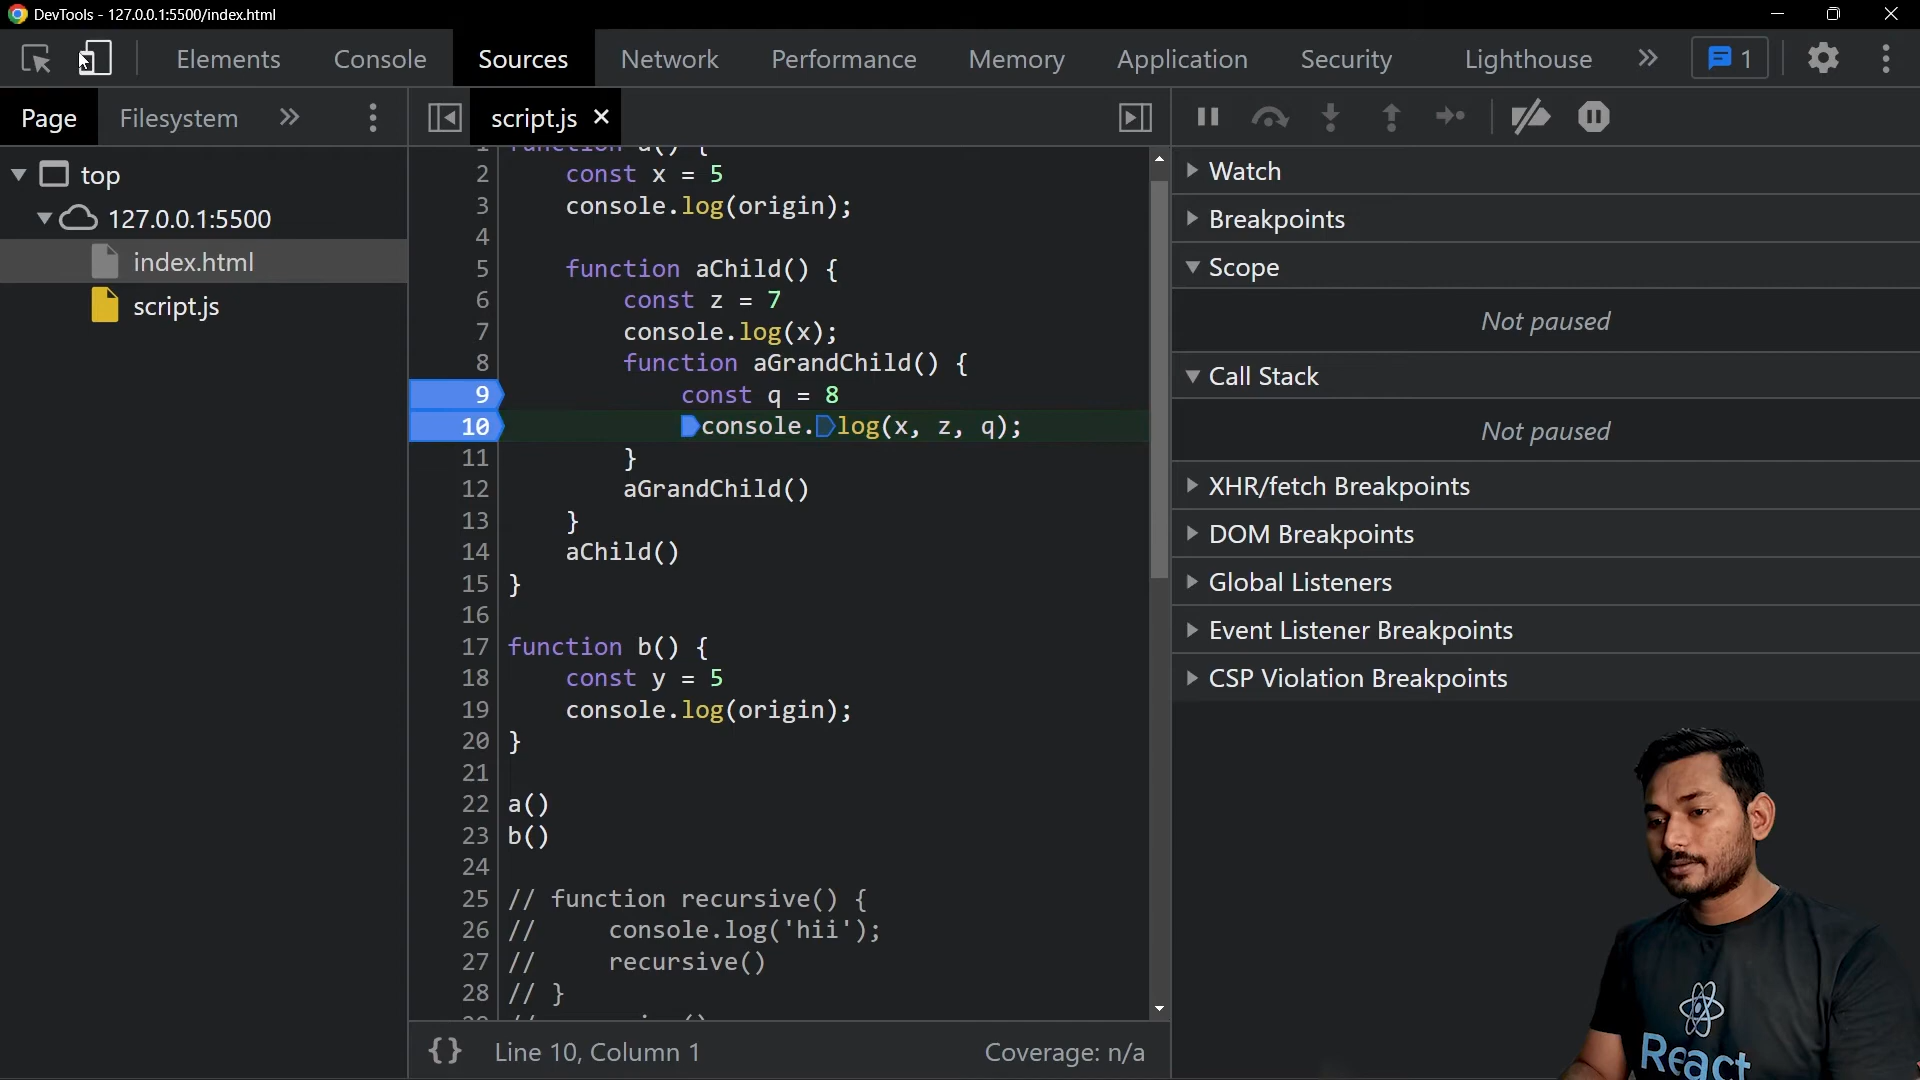 DevTools - 127.0.0.1:5500/index.html
Elements Console Sources Network Performance Memory Application Security Lighthouse » 1
Page Filesystem » script.js ×
top
127.0.0.1:5500
index.html
script.js
1 function a() {
2 const x = 5
3 console.log(origin);
4
5 function aChild() {
6 const z = 7
7 console.log(x);
8 function aGrandChild() {
9 const q = 8
10 console.log(x, z, q);
11 }
12 aGrandChild()
13 }
14 aChild()
15 }
16
17 function b() {
18 const y = 5
19 console.log(origin);
20 }
21
22 a()
23 b()
24
25 // function recursive() {
26 // console.log('hii');
27 // recursive()
28 // }
{} Line 10, Column 1 Coverage: n/a
Watch
Breakpoints
Scope
Not paused
Call Stack
Not paused
XHR/fetch Breakpoints
DOM Breakpoints
Global Listeners
Event Listener Breakpoints
CSP Violation Breakpoints
React